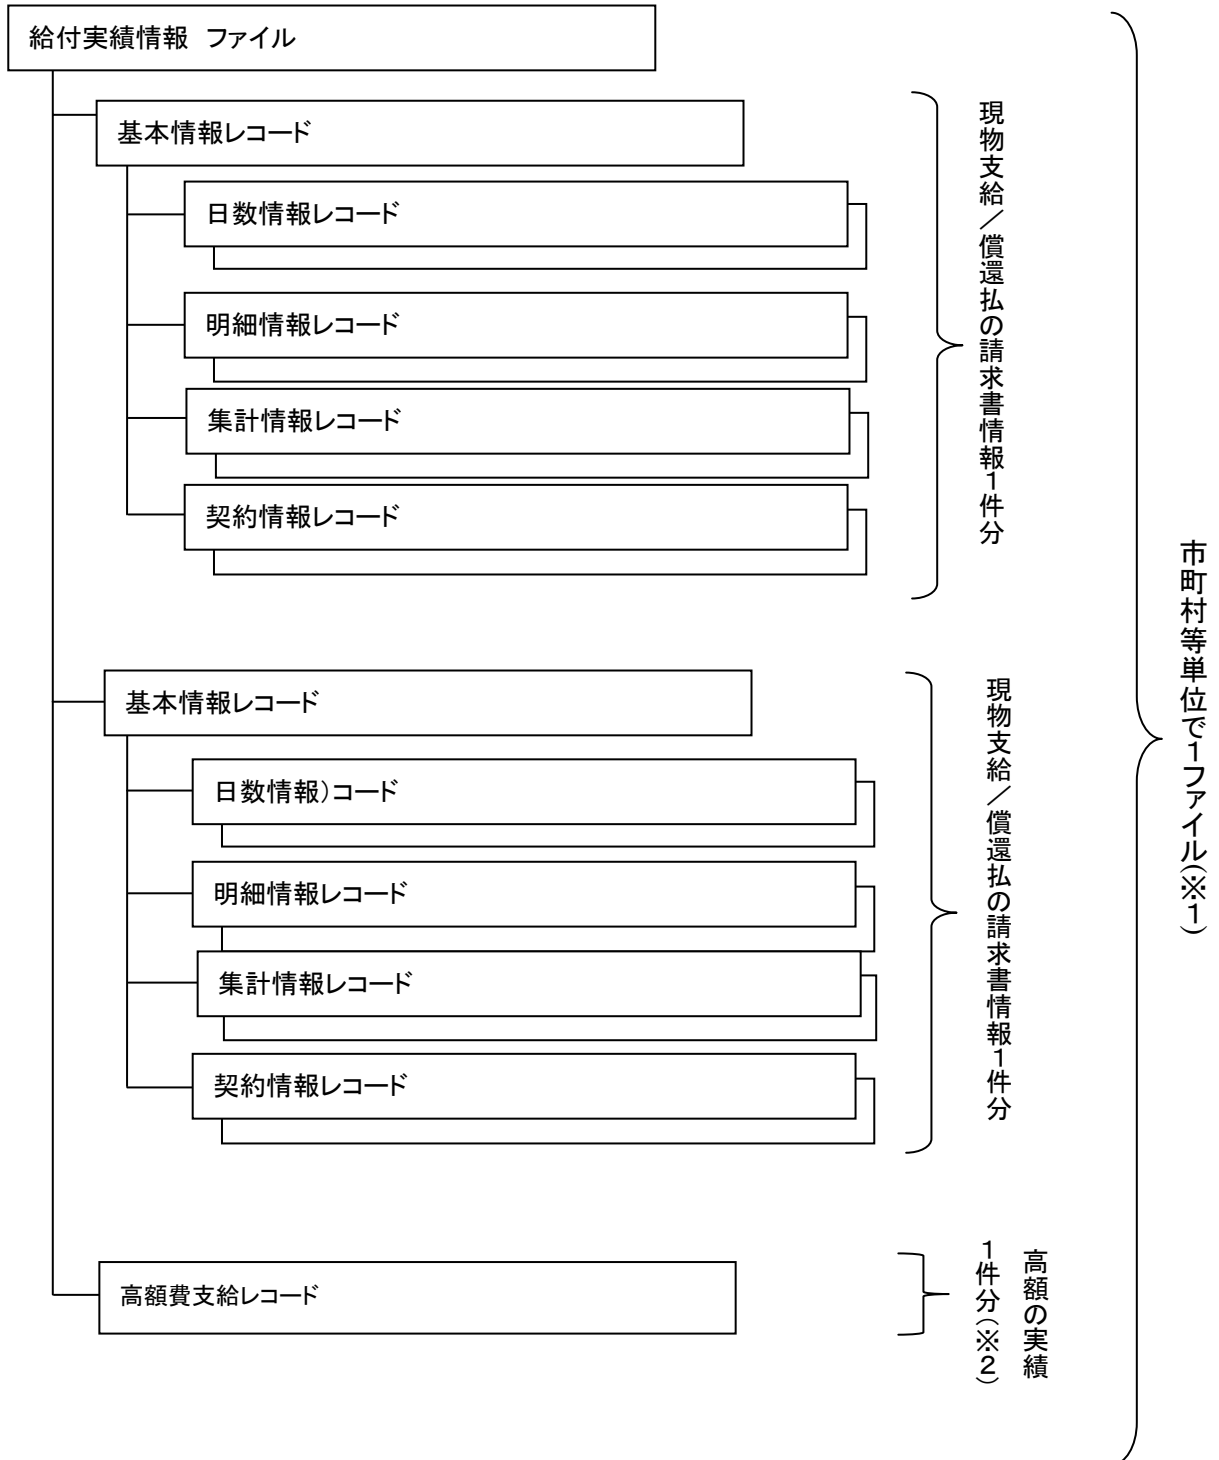 給付実績情報　ファイル
基本情報レコード
日数情報レコード
明細情報レコード
集計情報レコード
契約情報レコード
現物支給／償還払の請求書情報１件分
基本情報レコード
日数情報）コード
明細情報レコード
集計情報レコード
契約情報レコード
現物支給／償還払の請求書情報１件分
高額費支給レコード
高額の実績
１件分（※２）
市町村等単位で１ファイル（※１）